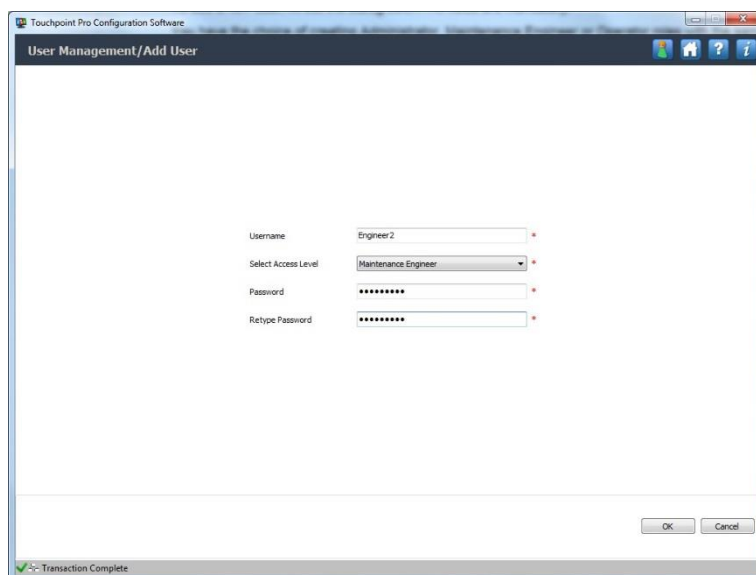 Touchpoint Pro Configuration Software
User Management/Add User
? i
Username Engineer2 *
Select Access Level Maintenance Engineer *
Password ••••••••• *
Retype Password ••••••••• *
OK Cancel
Transaction Complete